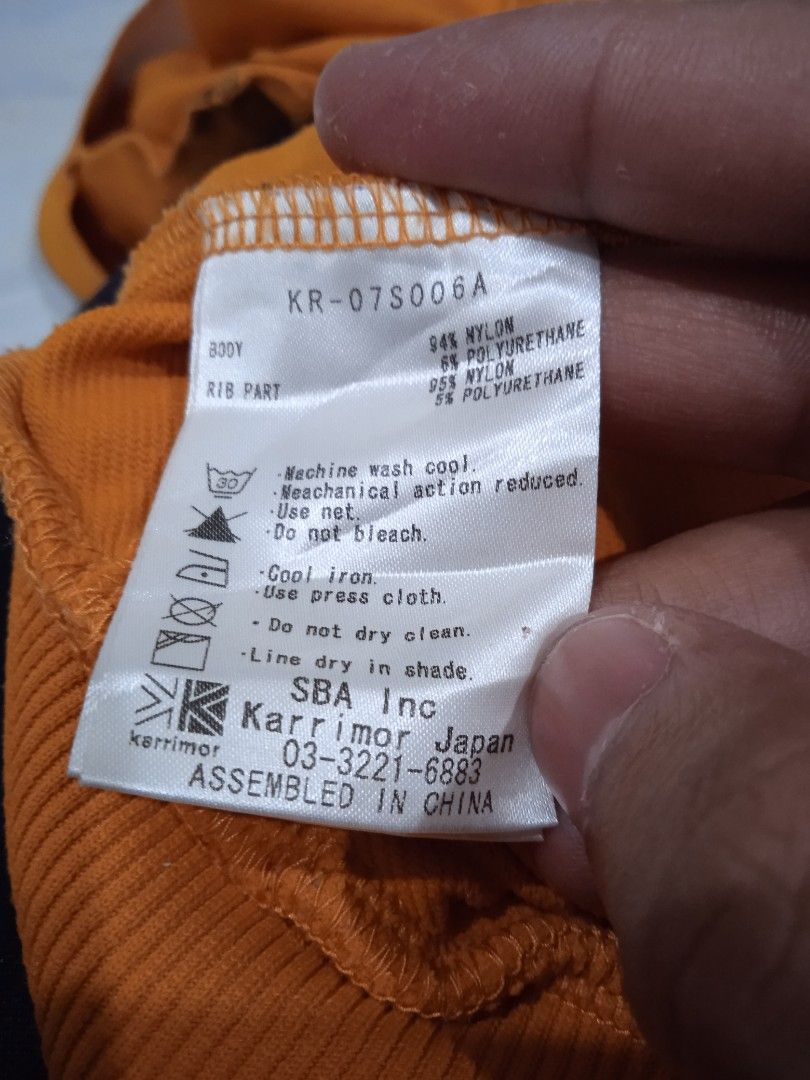 KR-07S006A
BODY 94% NYLON
6% POLYURETHANE
RIB PART 95% NYLON
5% POLYURETHANE
30
·Machine wash cool.
·Meachanical action reduced.
·Use net.
·Do not bleach.
·Cool iron.
·Use press cloth.
·Do not dry clean.
·Line dry in shade.
SBA Inc
karrimor Karrimor Japan
03-3221-6883
ASSEMBLED IN CHINA